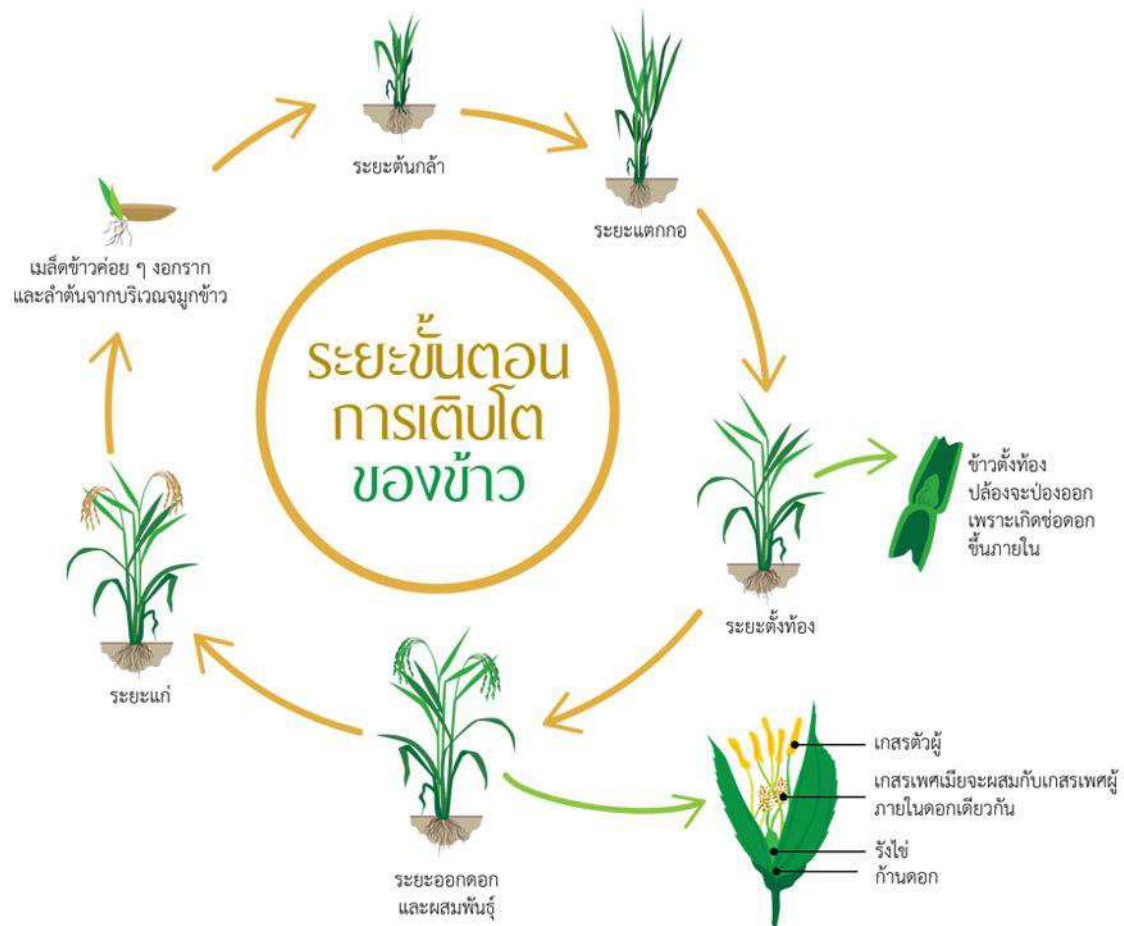 ระยะขั้นตอน
การเติบโต
ของข้าว
เมล็ดข้าวค่อย ๆ งอกราก
และลำต้นจากบริเวณจมูกข้าว
ระยะต้นกล้า
ระยะแตกกอ
ระยะตั้งท้อง
ข้าวตั้งท้อง
ปล้องจะป่องออก
เพราะเกิดช่อดอก
ขึ้นภายใน
ระยะออกดอก
และผสมพันธุ์
เกสรตัวผู้
เกสรเพศเมียจะผสมกับเกสรเพศผู้
ภายในดอกเดียวกัน
รังไข่
ก้านดอก
ระยะแก่